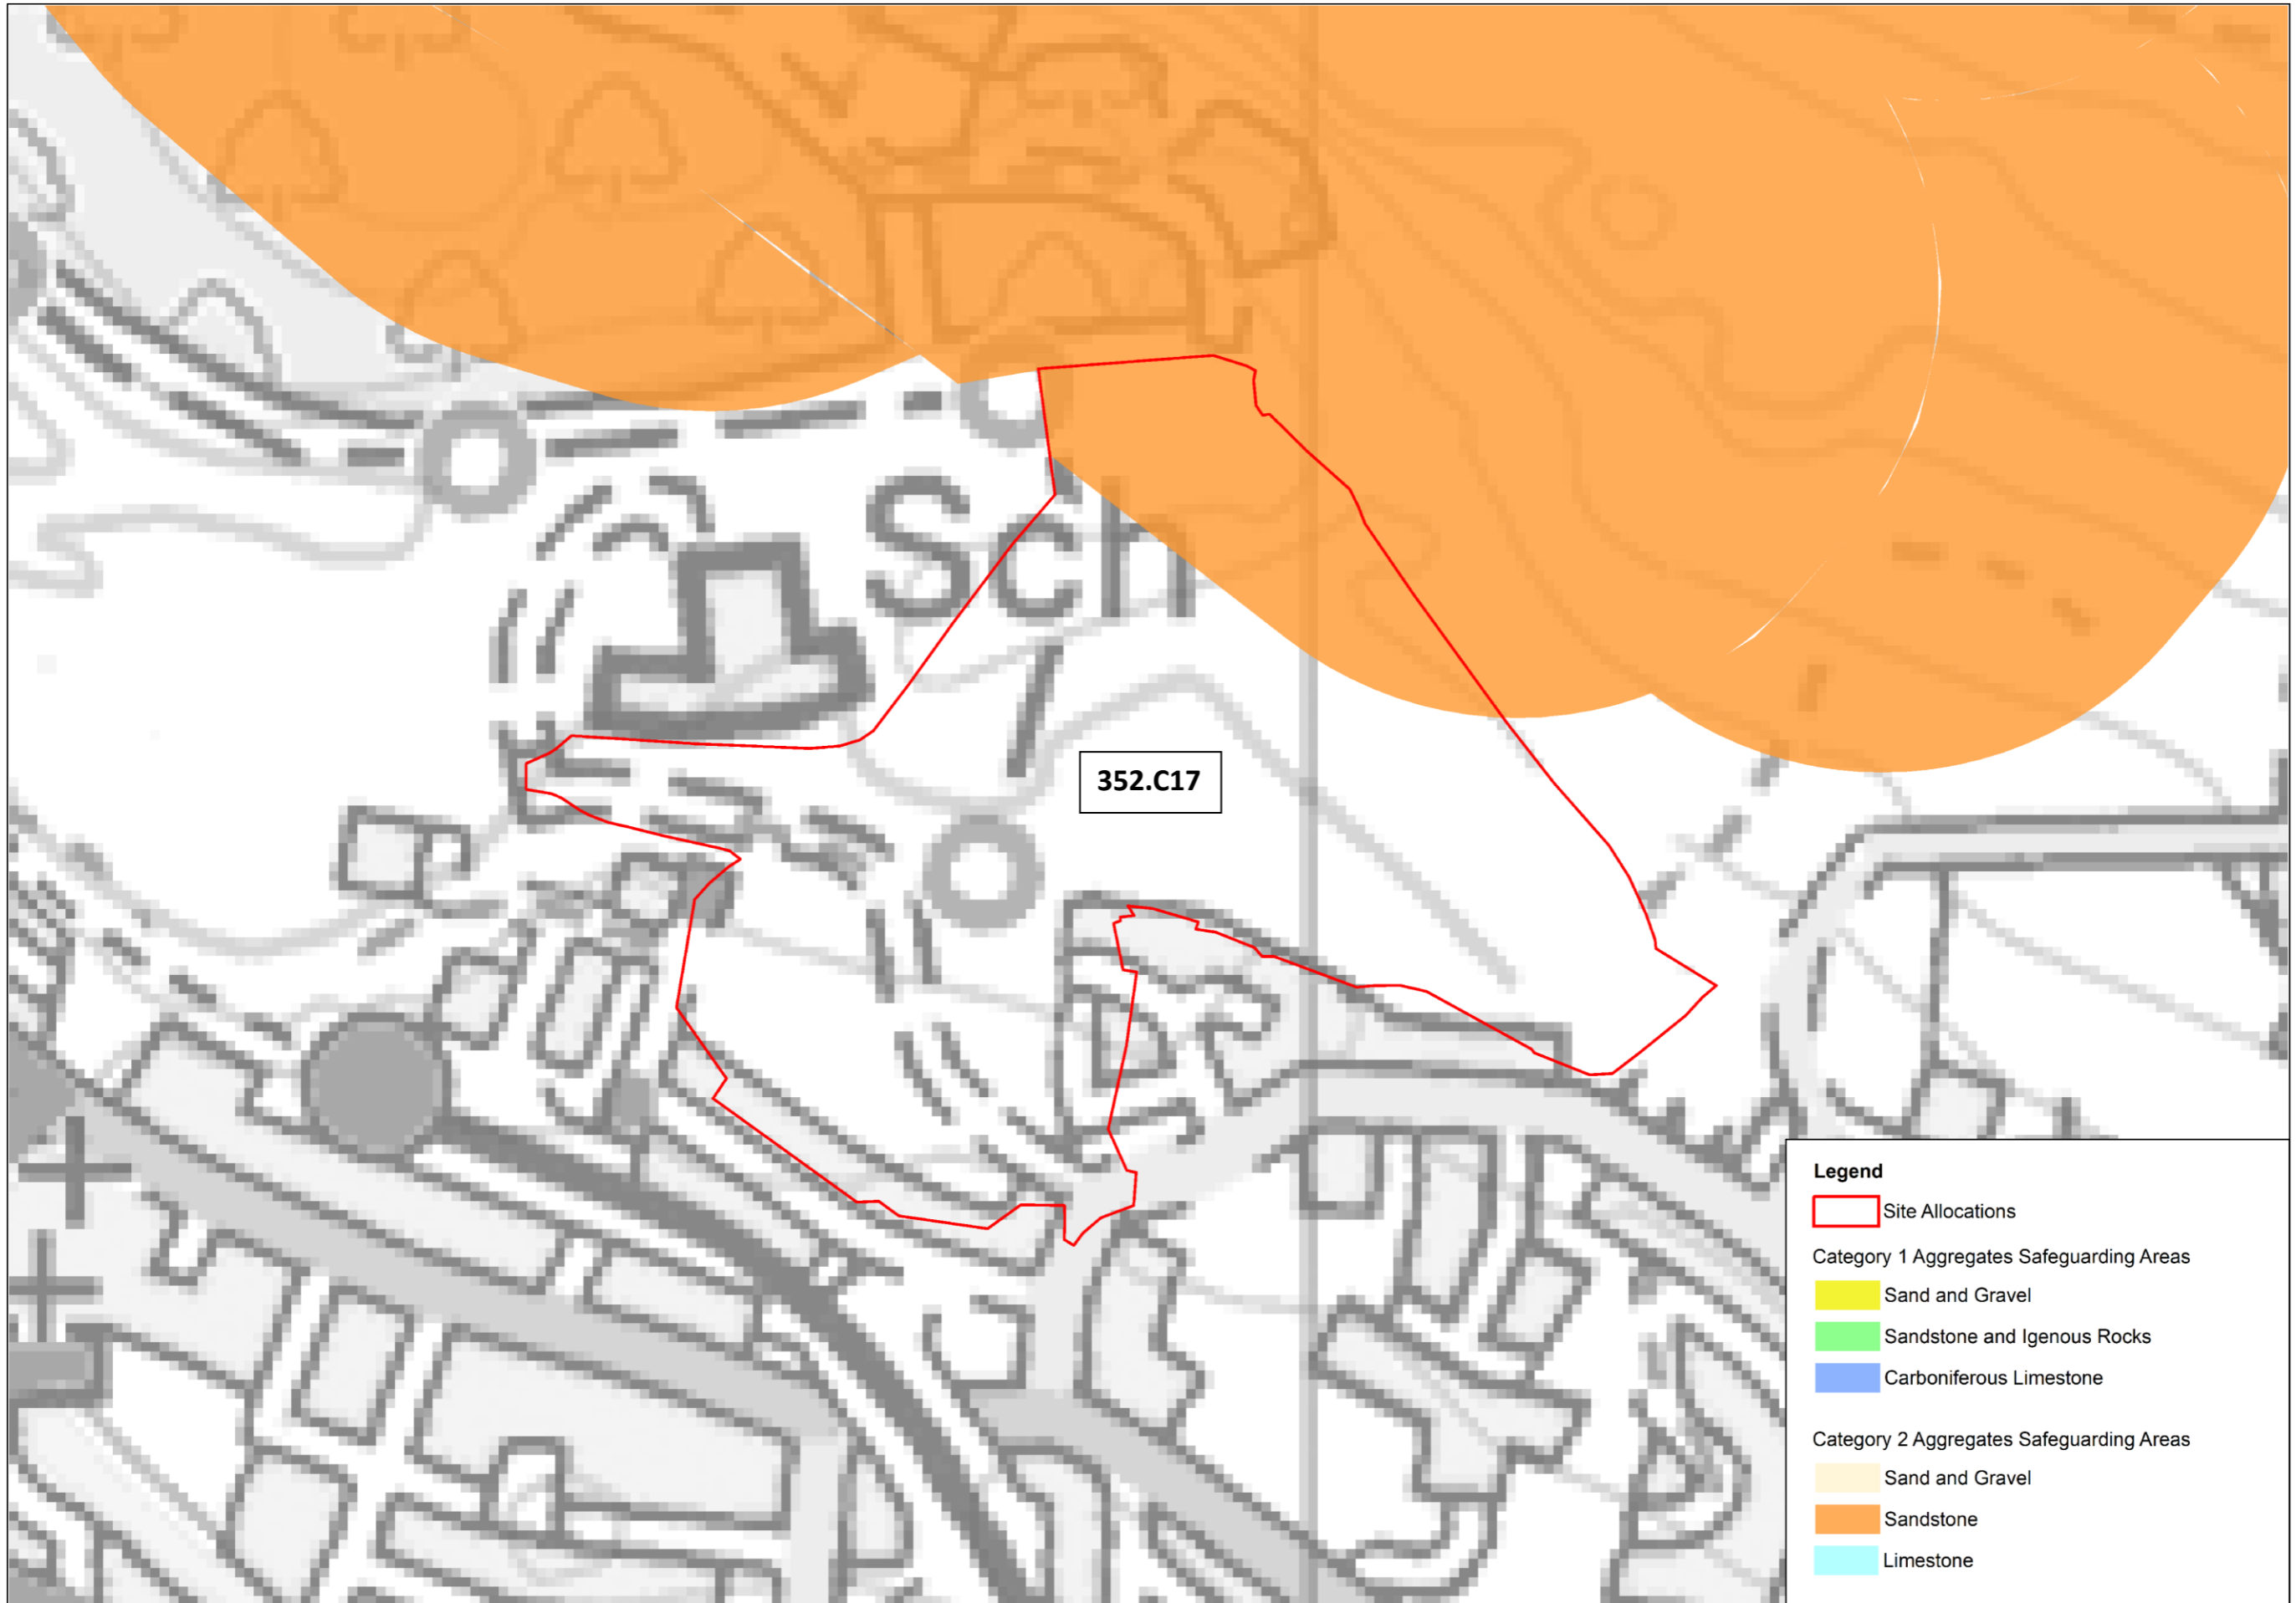 Sch
352.C17
Legend
Site Allocations
Category 1 Aggregates Safeguarding Areas
Sand and Gravel
Sandstone and Igenous Rocks
Carboniferous Limestone
Category 2 Aggregates Safeguarding Areas
Sand and Gravel
Sandstone
Limestone